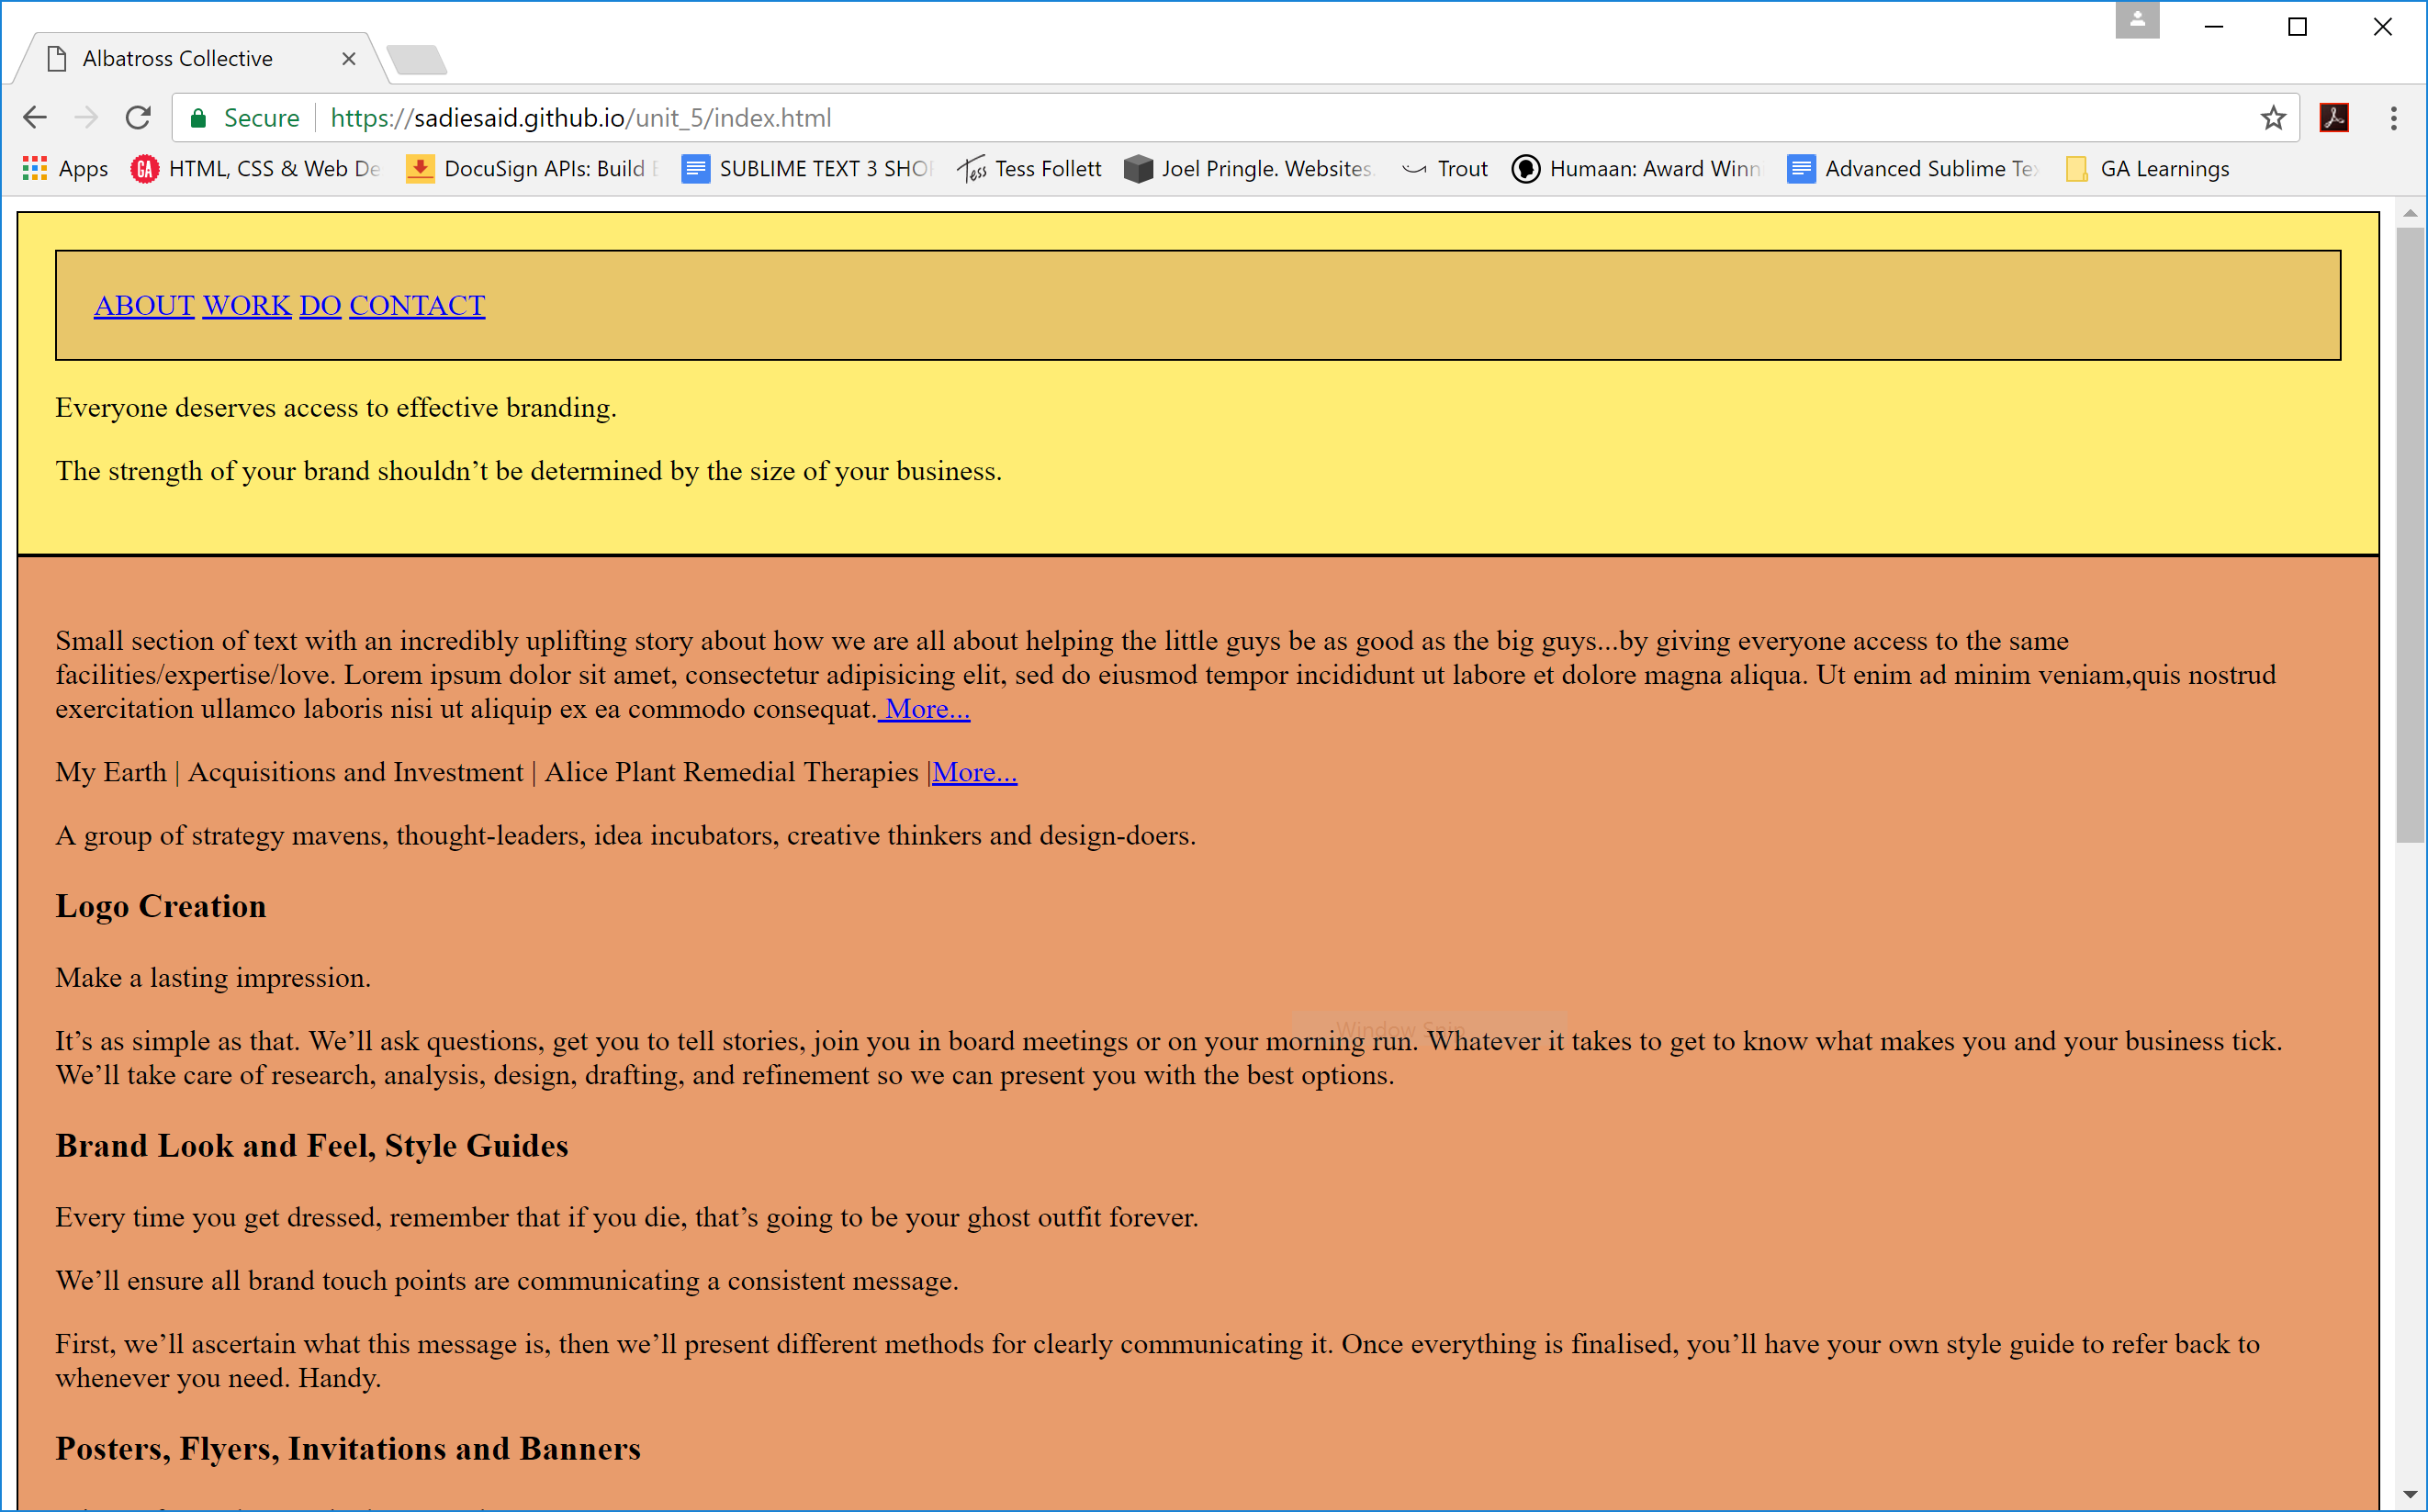 Albatross Collective
Secure https://sadiesaid.github.io/unit_5/index.html
Apps HTML, CSS & Web De DocuSign APIs: Build SUBLIME TEXT 3 SHO Tess Follett Joel Pringle. Websites. Trout Humaan: Award Winn Advanced Sublime Te GA Learnings
ABOUT WORK DO CONTACT
Everyone deserves access to effective branding.
The strength of your brand shouldn’t be determined by the size of your business.
Small section of text with an incredibly uplifting story about how we are all about helping the little guys be as good as the big guys...by giving everyone access to the same
facilities/expertise/love. Lorem ipsum dolor sit amet, consectetur adipisicing elit, sed do eiusmod tempor incididunt ut labore et dolore magna aliqua. Ut enim ad minim veniam,quis nostrud
exercitation ullamco laboris nisi ut aliquip ex ea commodo consequat. More...
My Earth | Acquisitions and Investment | Alice Plant Remedial Therapies |More...
A group of strategy mavens, thought-leaders, idea incubators, creative thinkers and design-doers.
Logo Creation
Make a lasting impression.
Window Snip
It’s as simple as that. We’ll ask questions, get you to tell stories, join you in board meetings or on your morning run. Whatever it takes to get to know what makes you and your business tick.
We’ll take care of research, analysis, design, drafting, and refinement so we can present you with the best options.
Brand Look and Feel, Style Guides
Every time you get dressed, remember that if you die, that’s going to be your ghost outfit forever.
We’ll ensure all brand touch points are communicating a consistent message.
First, we’ll ascertain what this message is, then we’ll present different methods for clearly communicating it. Once everything is finalised, you’ll have your own style guide to refer back to
whenever you need. Handy.
Posters, Flyers, Invitations and Banners